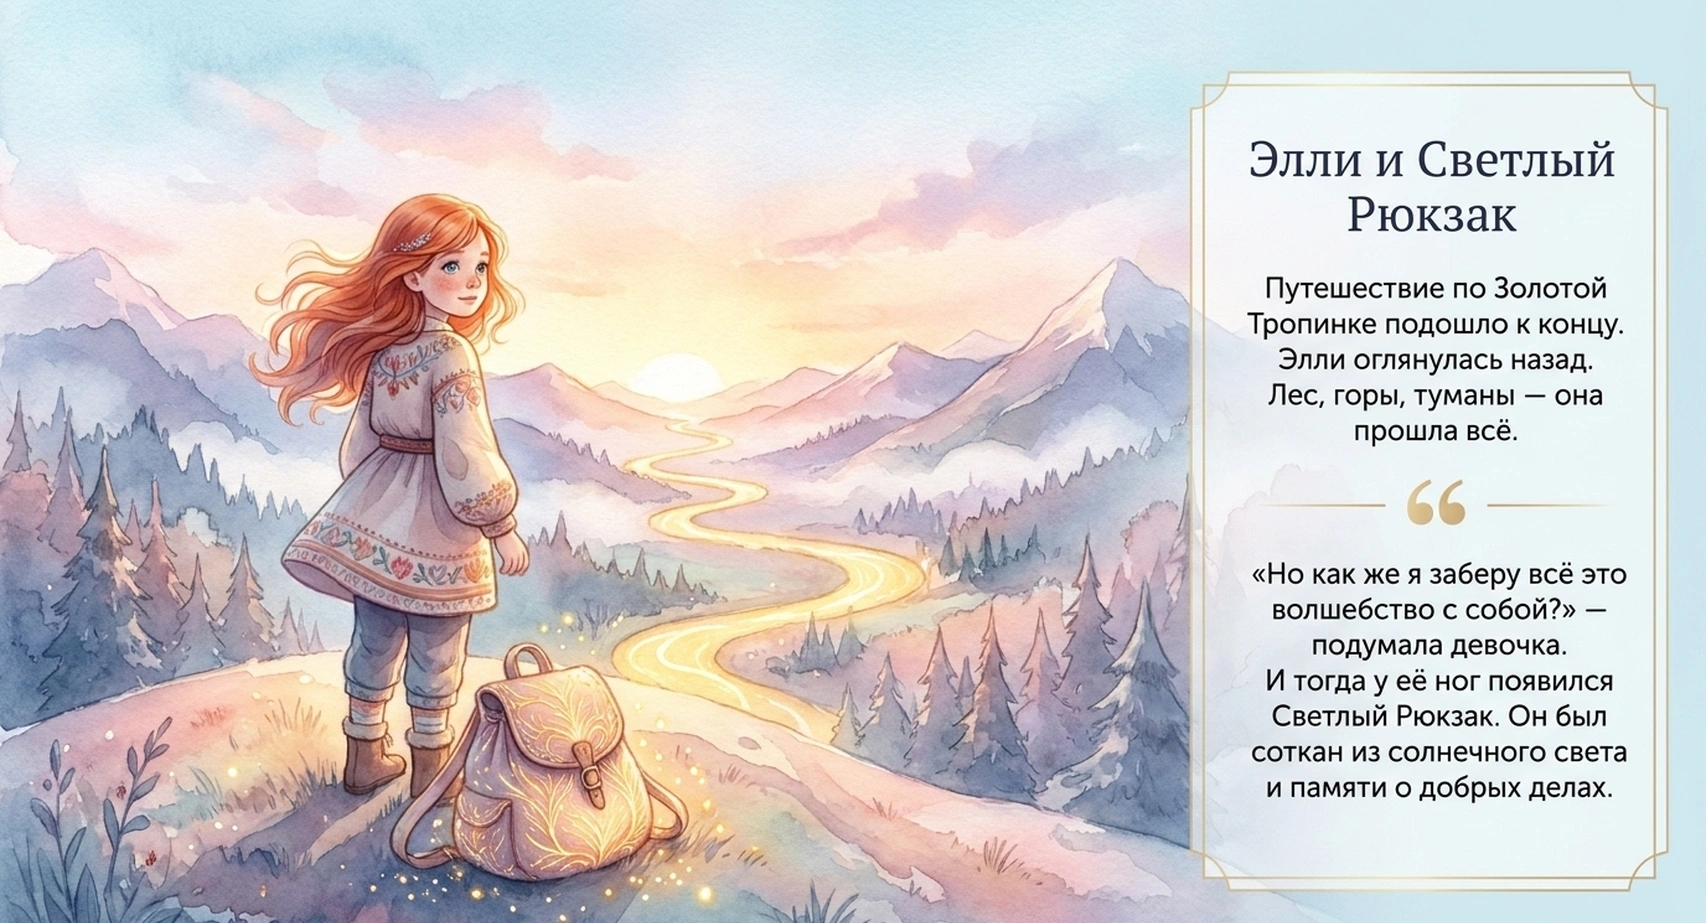 Элли и Светлый
Рюкзак
Путешествие по Золотой
Тропинке подошло к концу.
Элли оглянулась назад.
Лес, горы, туманы — она
прошла всё.
“
«Но как же я заберу всё это
волшебство с собой?» —
подумала девочка.
И тогда у её ног появился
Светлый Рюкзак. Он был
соткан из солнечного света
и памяти о добрых делах.